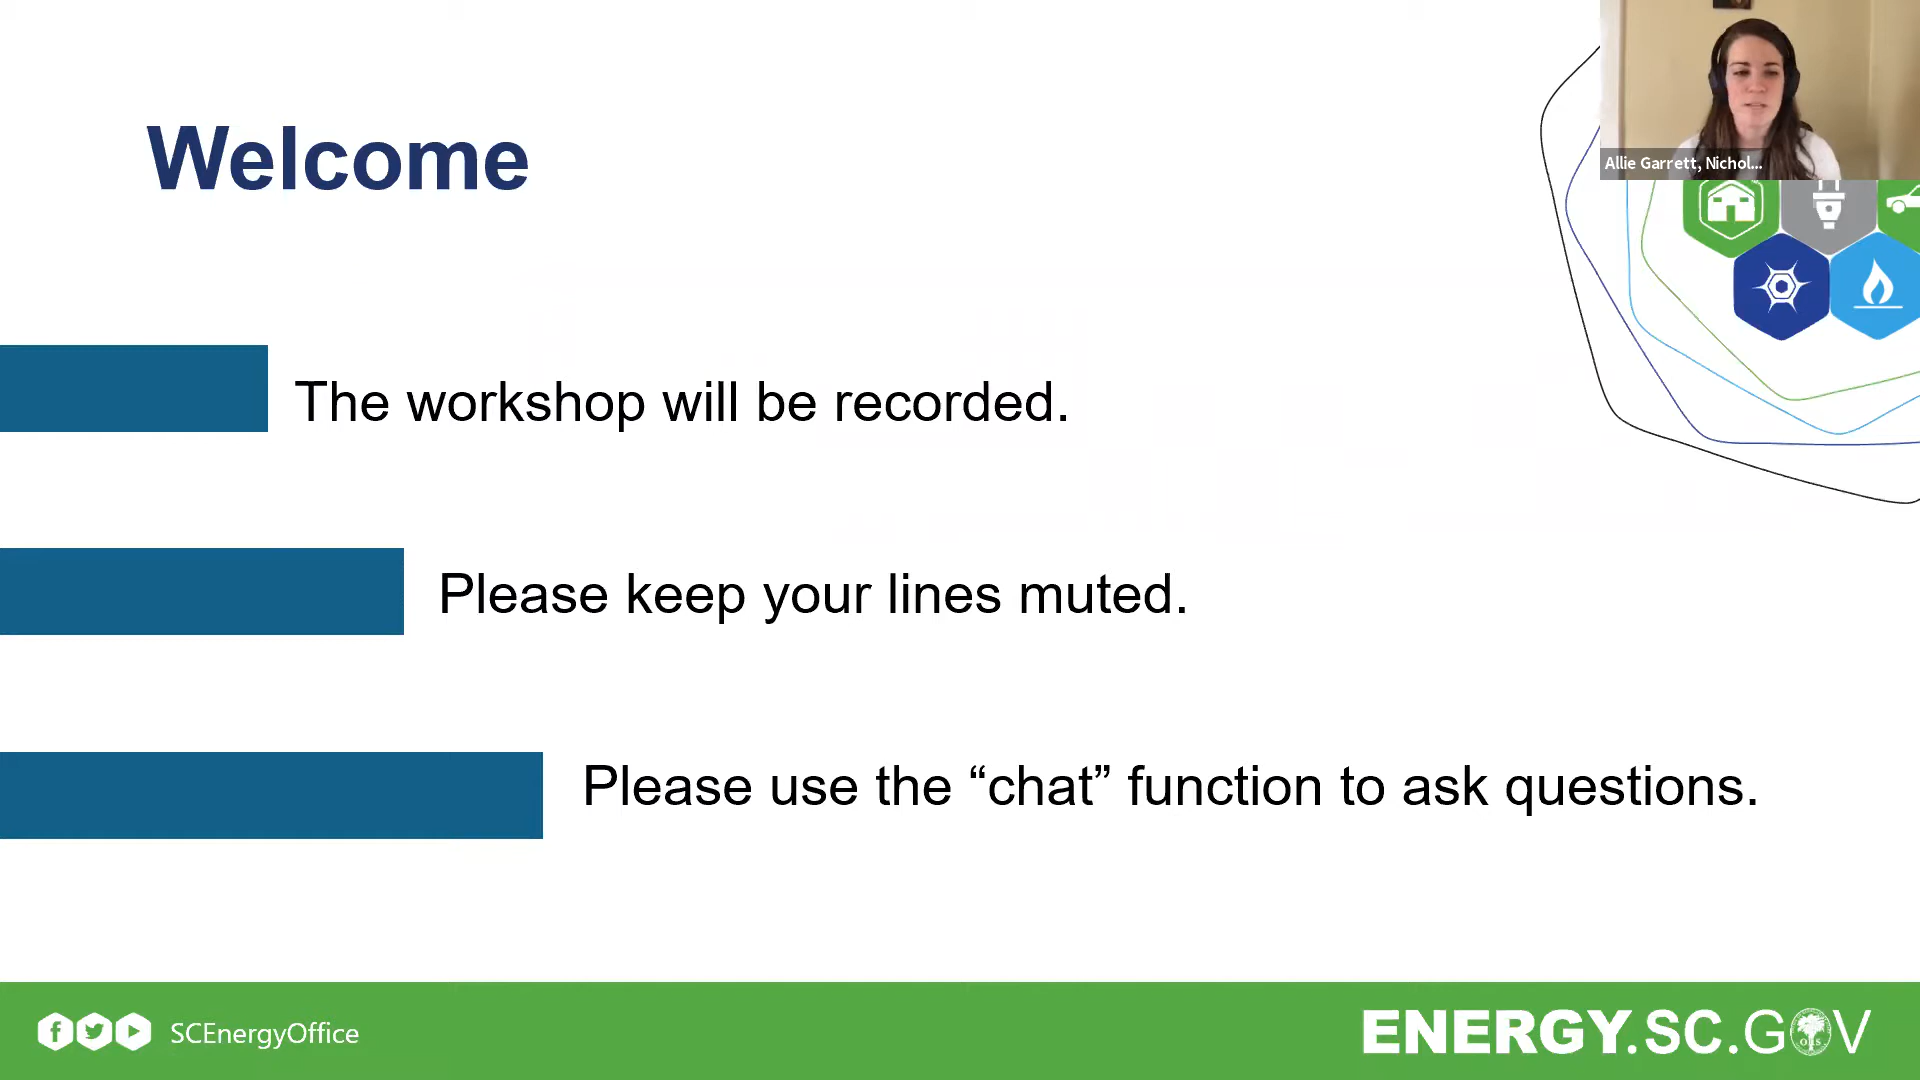 Welcome
Allie Garrett, Nichol...
The workshop will be recorded.
Please keep your lines muted.
Please use the “chat” function to ask questions.
SCEnergyOffice
ENERGY.SC.GOV